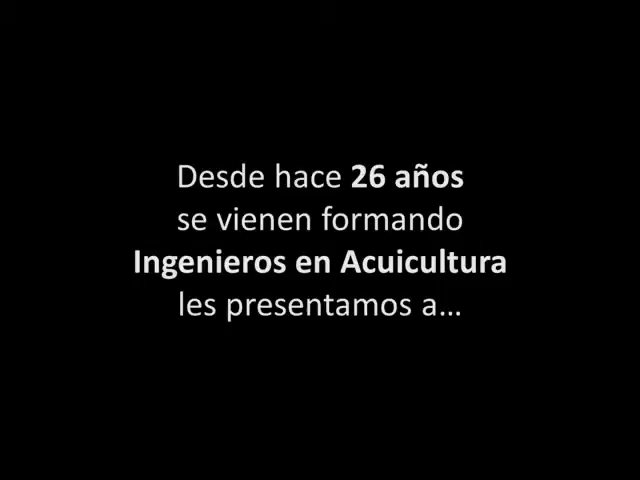 Desde hace 26 años
se vienen formando
Ingenieros en Acuicultura
les presentamos a...